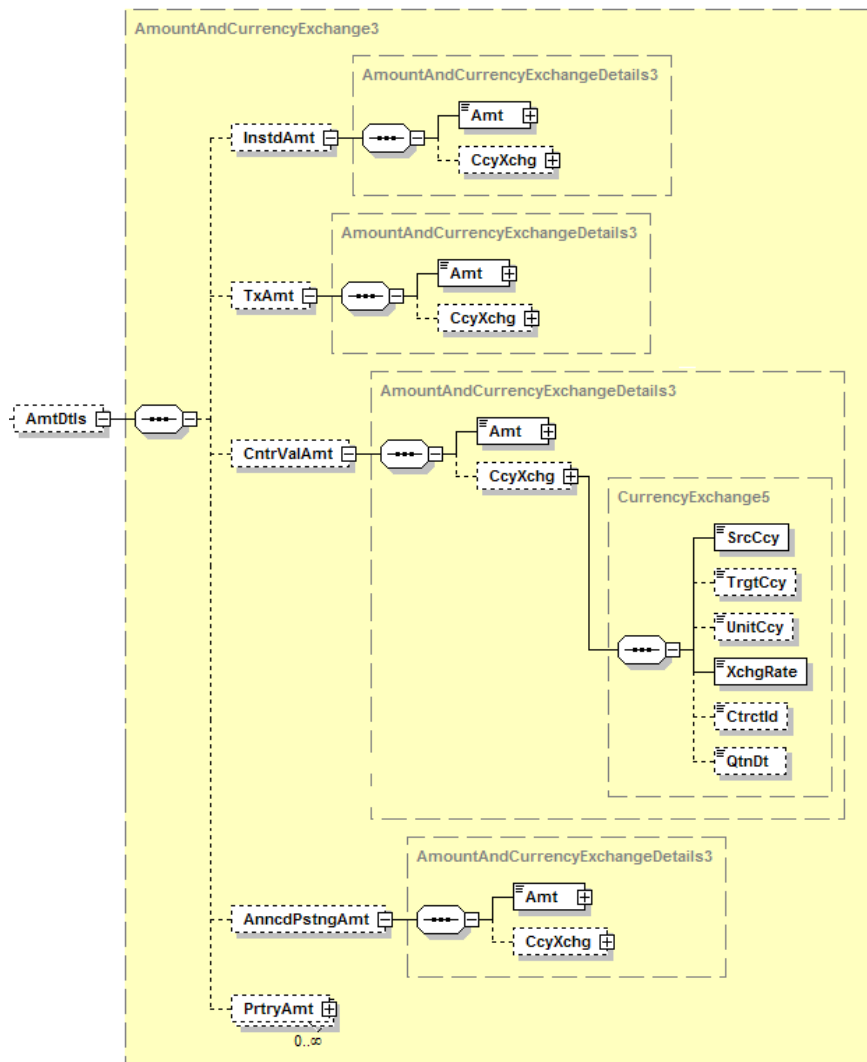 AmountAndCurrencyExchange3
AmountAndCurrencyExchangeDetails3
Amt
InstdAmt
CcyXchg
AmountAndCurrencyExchangeDetails3
Amt
TxAmt
CcyXchg
AmountAndCurrencyExchangeDetails3
AmtDtls
Amt
CntrValAmt
CcyXchg
CurrencyExchange5
SrcCcy
TrgtCcy
UnitCcy
XchgRate
CtrctId
QtnDt
AmountAndCurrencyExchangeDetails3
Amt
AnncdPstngAmt
CcyXchg
PrtryAmt
0..∞